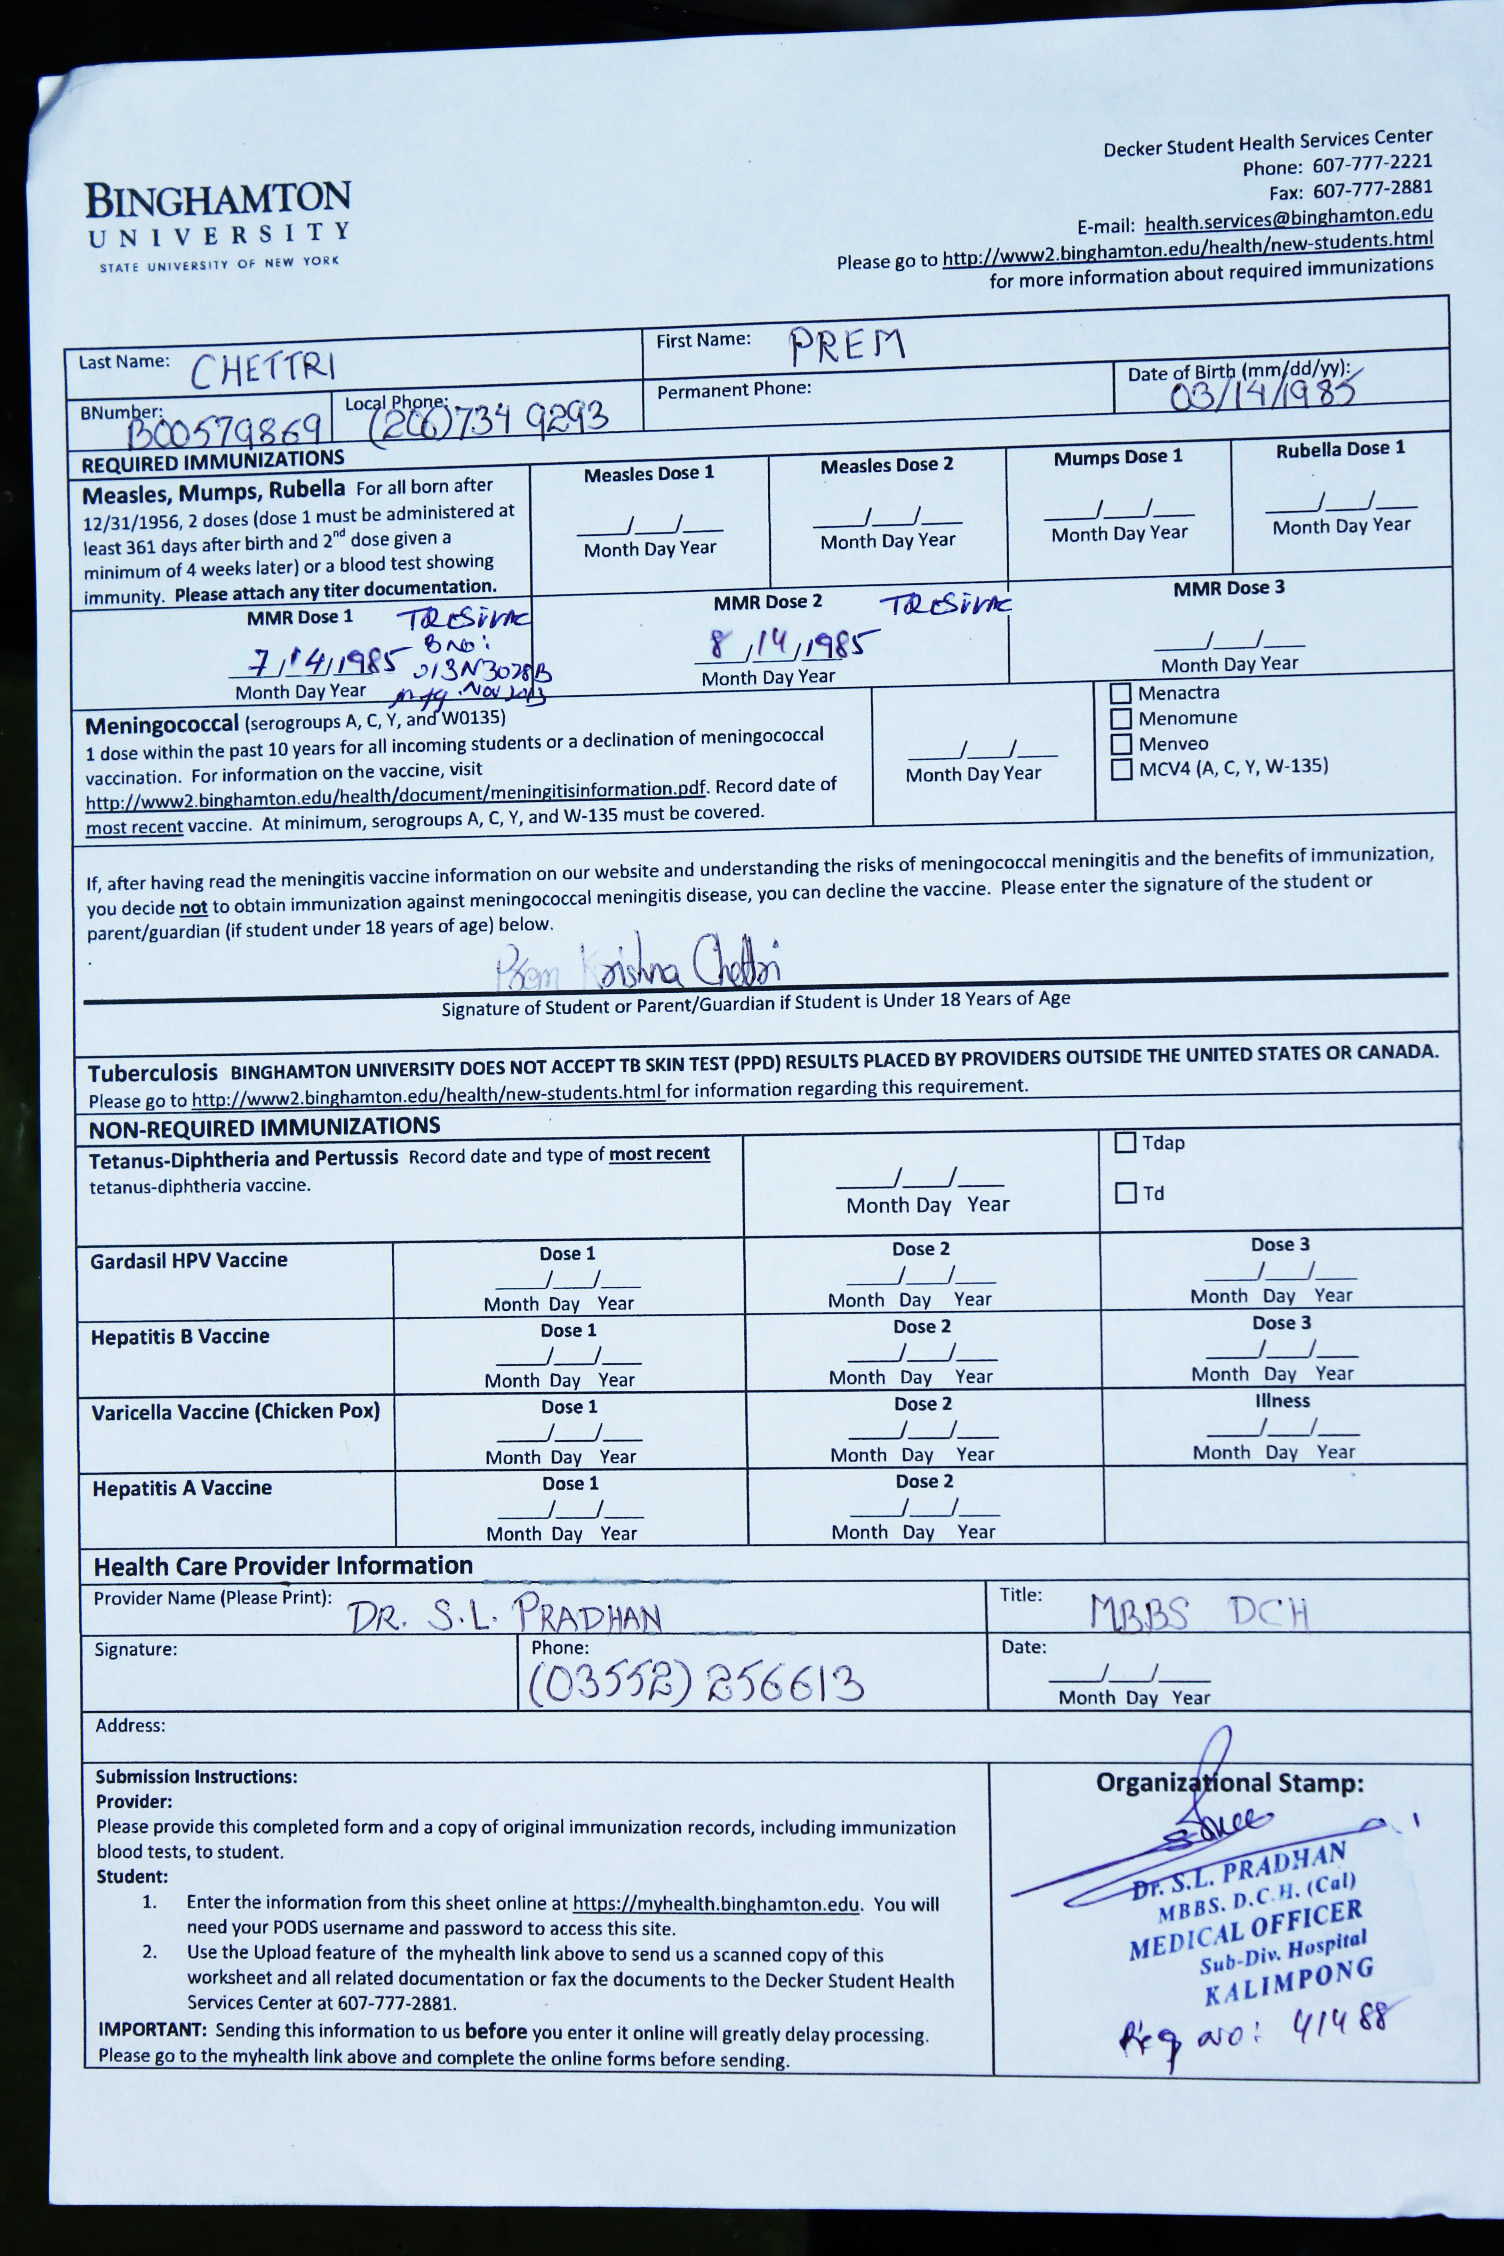 BINGHAMTON
UNIVERSITY
STATE UNIVERSITY OF NEW YORK
Decker Student Health Services Center
Phone: 607-777-2221
Fax: 607-777-2881
E-mail: health.services@binghamton.edu
Please go to http://www2.binghamton.edu/health/new-students.html
for more information about required immunizations
Last Name: CHETTRI
First Name: PREM
BNumber: B00579869
Local Phone: (206)734 9293
Permanent Phone:
Date of Birth (mm/dd/yy): 03/14/1985
REQUIRED IMMUNIZATIONS
Measles, Mumps, Rubella For all born after
12/31/1956, 2 doses (dose 1 must be administered at
least 361 days after birth and 2nd dose given a
minimum of 4 weeks later) or a blood test showing
immunity. Please attach any titer documentation.
Measles Dose 1
___/___/___
Month Day Year
Measles Dose 2
___/___/___
Month Day Year
Mumps Dose 1
___/___/___
Month Day Year
Rubella Dose 1
___/___/___
Month Day Year
MMR Dose 1 TRESIVAC
B No:
7/14/1985 013N3028B
Month Day Year Mfg. Nov 2013
MMR Dose 2 TRESIVAC
8/14/1985
Month Day Year
MMR Dose 3
___/___/___
Month Day Year
Meningococcal (serogroups A, C, Y, and W0135)
1 dose within the past 10 years for all incoming students or a declination of meningococcal
vaccination. For information on the vaccine, visit
http://www2.binghamton.edu/health/document/meningitisinformation.pdf. Record date of
most recent vaccine. At minimum, serogroups A, C, Y, and W-135 must be covered.
___/___/___
Month Day Year
Menactra
Menomune
Menveo
MCV4 (A, C, Y, W-135)
If, after having read the meningitis vaccine information on our website and understanding the risks of meningococcal meningitis and the benefits of immunization,
you decide not to obtain immunization against meningococcal meningitis disease, you can decline the vaccine. Please enter the signature of the student or
parent/guardian (if student under 18 years of age) below.
Prem Krishna Chettri
Signature of Student or Parent/Guardian if Student is Under 18 Years of Age
Tuberculosis BINGHAMTON UNIVERSITY DOES NOT ACCEPT TB SKIN TEST (PPD) RESULTS PLACED BY PROVIDERS OUTSIDE THE UNITED STATES OR CANADA.
Please go to http://www2.binghamton.edu/health/new-students.html for information regarding this requirement.
NON-REQUIRED IMMUNIZATIONS
Tetanus-Diphtheria and Pertussis Record date and type of most recent
tetanus-diphtheria vaccine.
___/___/___
Month Day Year
Tdap
Td
Gardasil HPV Vaccine
Dose 1
___/___/___
Month Day Year
Dose 2
___/___/___
Month Day Year
Dose 3
___/___/___
Month Day Year
Hepatitis B Vaccine
Dose 1
___/___/___
Month Day Year
Dose 2
___/___/___
Month Day Year
Dose 3
___/___/___
Month Day Year
Varicella Vaccine (Chicken Pox)
Dose 1
___/___/___
Month Day Year
Dose 2
___/___/___
Month Day Year
Illness
___/___/___
Month Day Year
Hepatitis A Vaccine
Dose 1
___/___/___
Month Day Year
Dose 2
___/___/___
Month Day Year
Health Care Provider Information
Provider Name (Please Print): DR. S.L. PRADHAN
Title: MBBS DCH
Signature:
Phone: (03552) 256613
Date:
___/___/___
Month Day Year
Address:
Submission Instructions:
Provider:
Please provide this completed form and a copy of original immunization records, including immunization
blood tests, to student.
Student:
1. Enter the information from this sheet online at https://myhealth.binghamton.edu. You will
need your PODS username and password to access this site.
2. Use the Upload feature of the myhealth link above to send us a scanned copy of this
worksheet and all related documentation or fax the documents to the Decker Student Health
Services Center at 607-777-2881.
IMPORTANT: Sending this information to us before you enter it online will greatly delay processing.
Please go to the myhealth link above and complete the online forms before sending.
Organizational Stamp:
Dr. S.L. PRADHAN
MBBS. D.C.H. (Cal)
MEDICAL OFFICER
Sub-Div. Hospital
KALIMPONG
Reg no: 41488